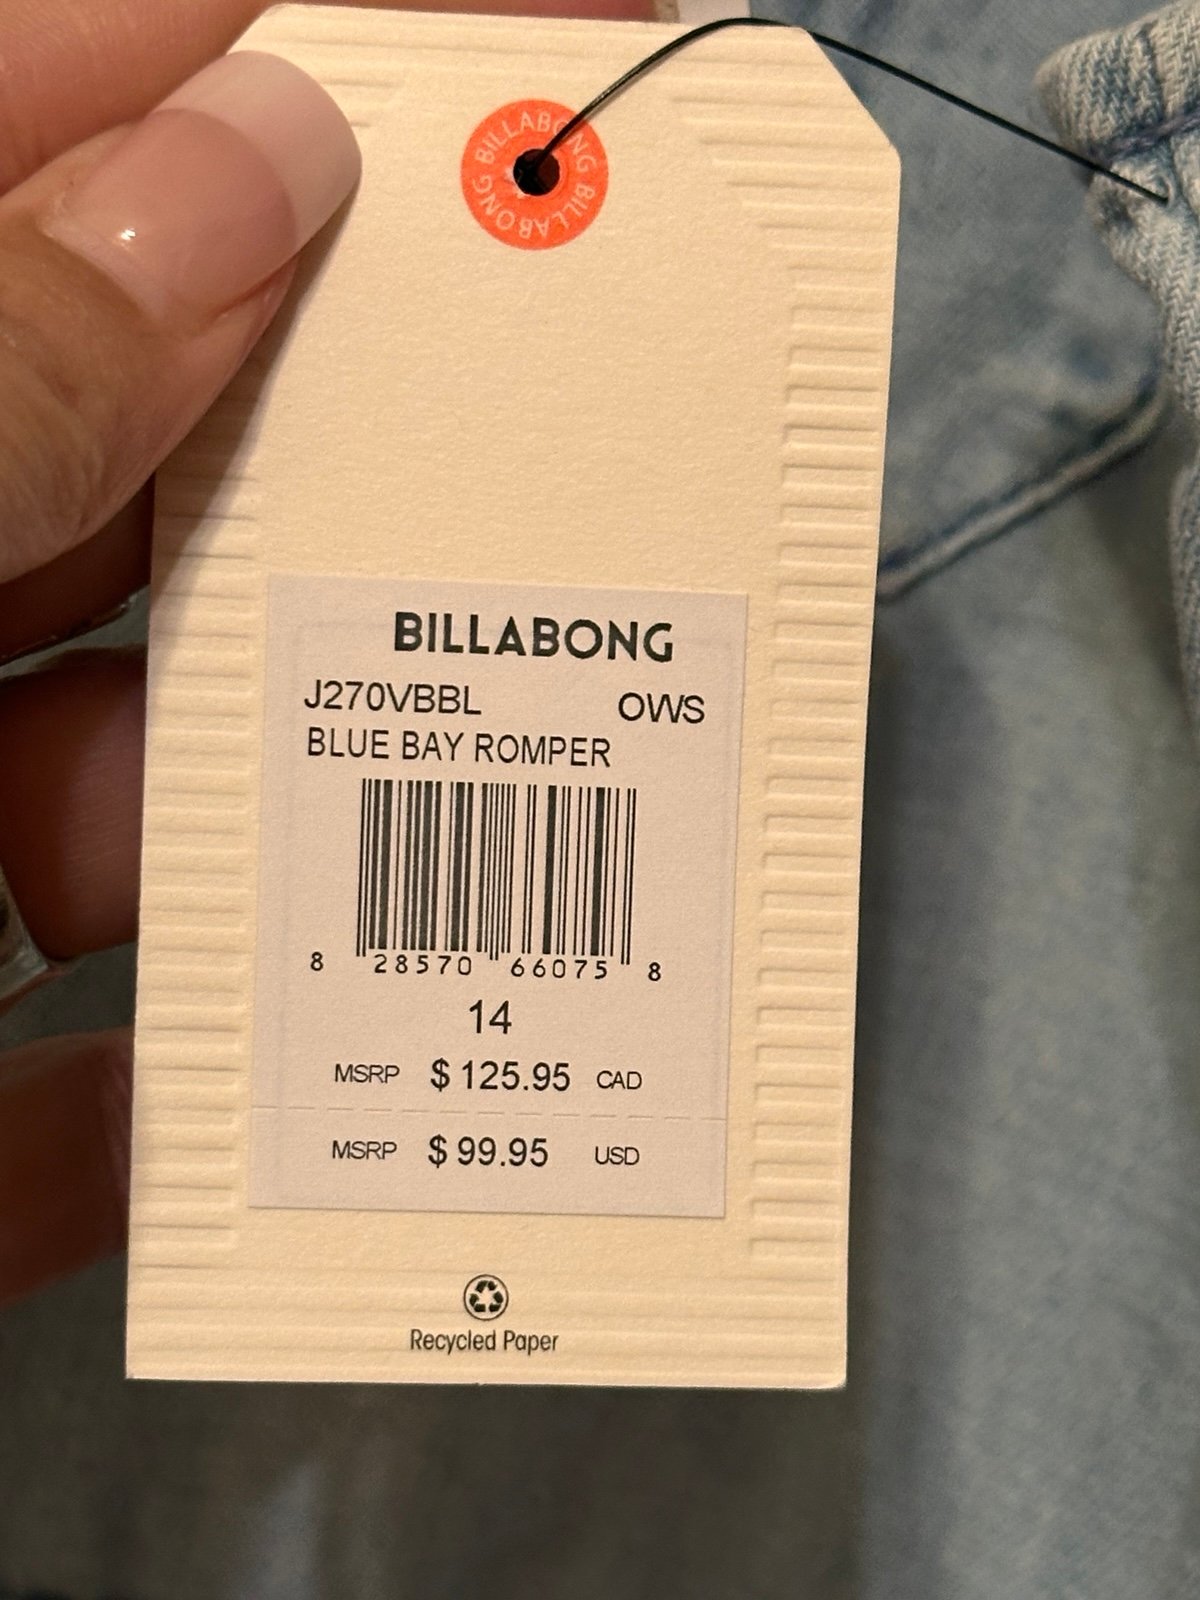 BILLABONG BILLABONG
BILLABONG
J270VBBL OWS
BLUE BAY ROMPER
8 28570 66075 8
14
MSRP $ 125.95 CAD
MSRP $ 99.95 USD
Recycled Paper